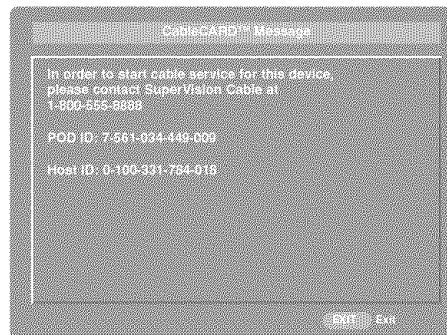 CableCARD™ Message
In order to start cable service for this device,
please contact SuperVision Cable at
1-800-555-8888
POD ID: 7-561-034-449-009
Host ID: 0-100-331-784-018
EXIT Exit